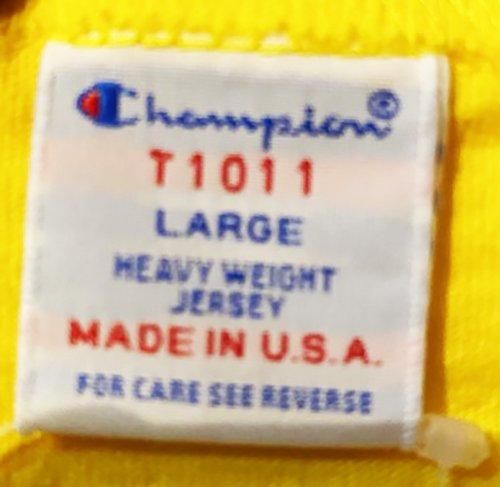 Champion®
T1011
LARGE
HEAVY WEIGHT
JERSEY
MADE IN U.S.A.
FOR CARE SEE REVERSE